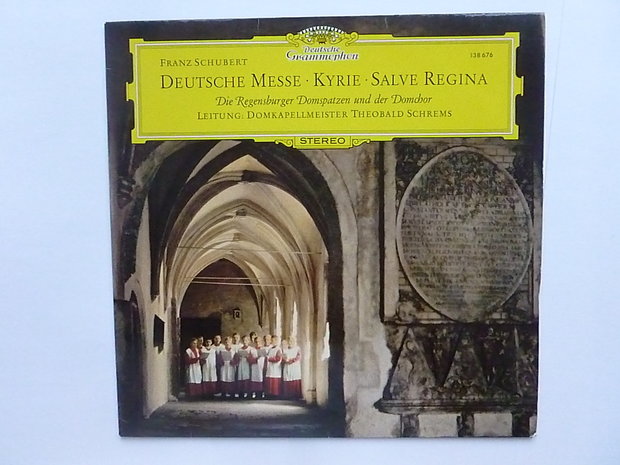 Deutsche
Grammophon
138 676
FRANZ SCHUBERT
DEUTSCHE MESSE · KYRIE · SALVE REGINA
Die Regensburger Domspatzen und der Domchor
LEITUNG: DOMKAPELLMEISTER THEOBALD SCHREMS
STEREO